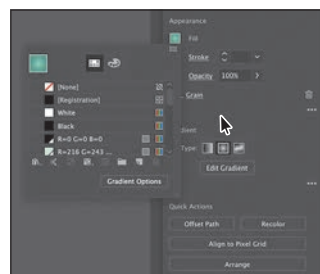 Appearance
Fill
Stroke
Opacity 100%
Grain
[None]
[Registration]
White
Black
R=0 G=0 B=0
R=216 G=243 ...
Gradient Options
dient
Type:
Edit Gradient
Quick Actions
Offset Path Recolor
Align to Pixel Grid
Arrange